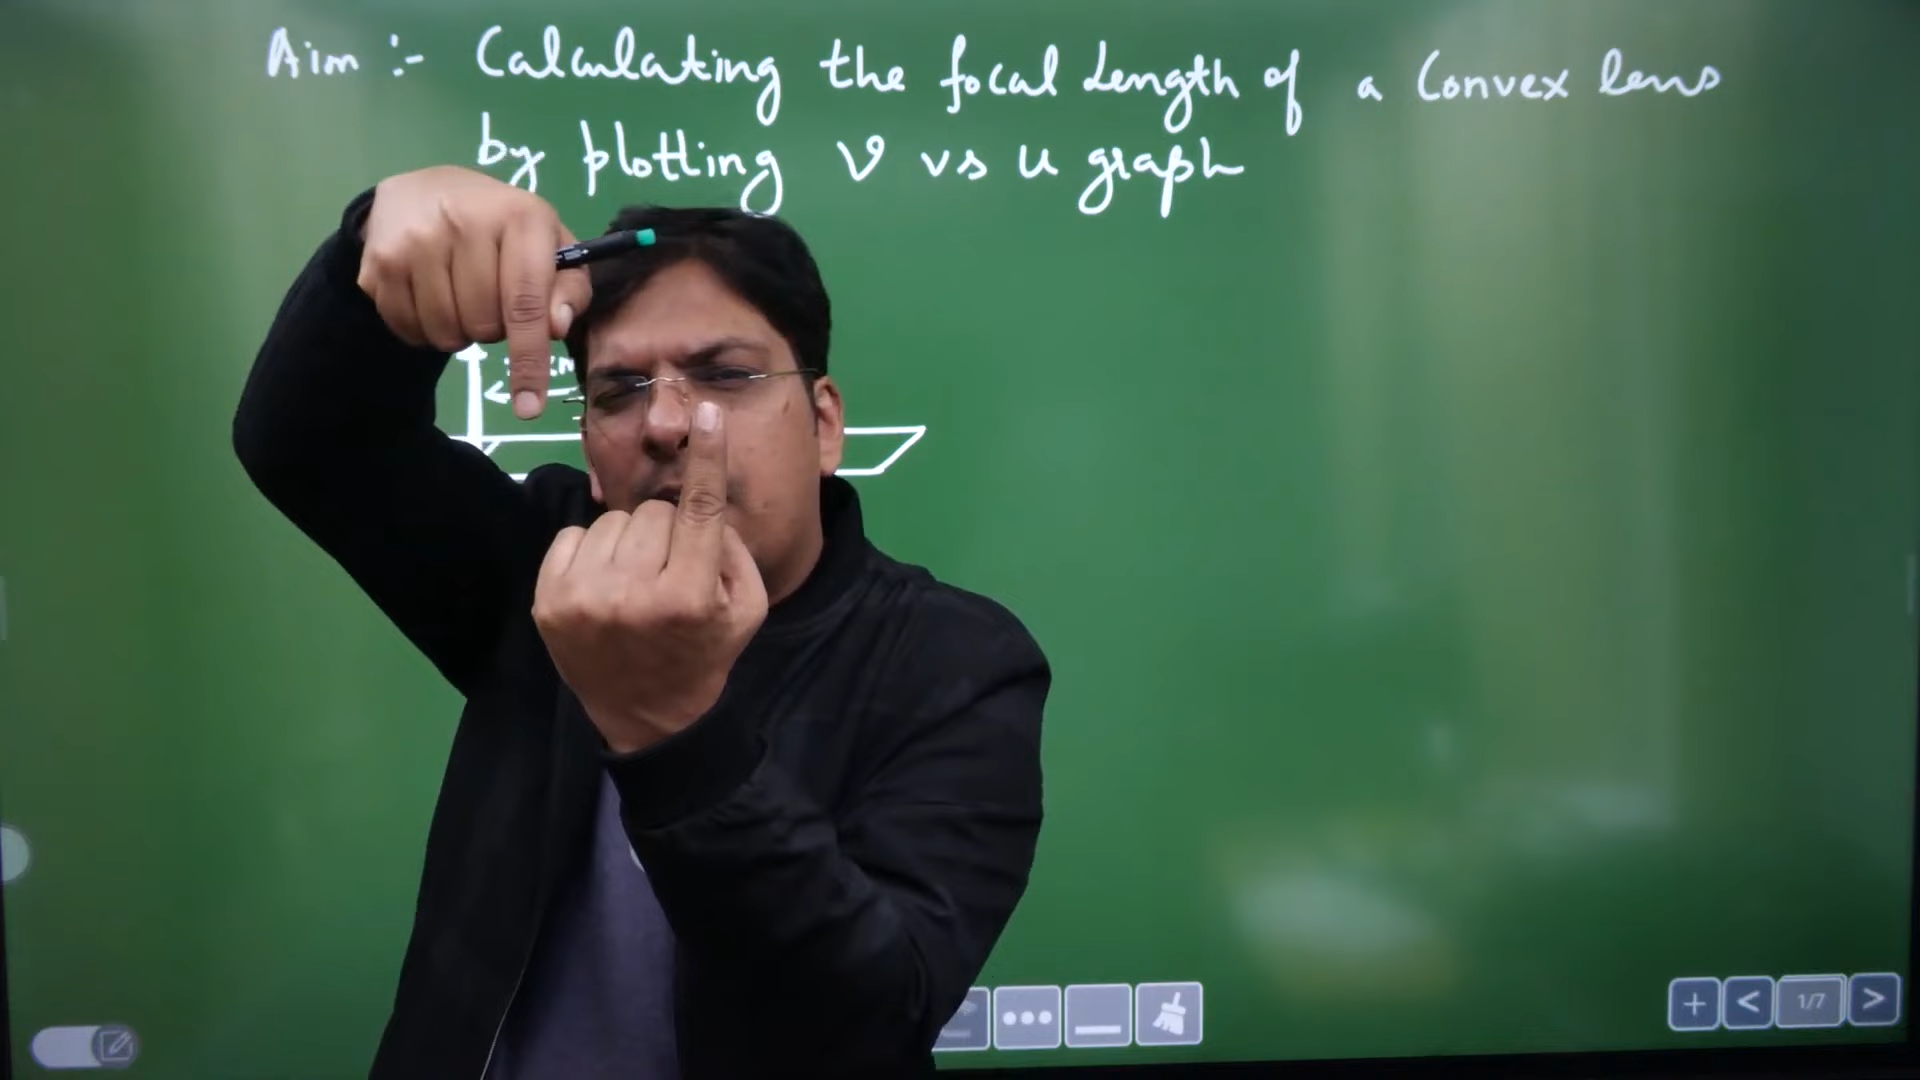 Aim :- Calculating the focal Length of a Convex lens
by plotting v vs u graph
1/7